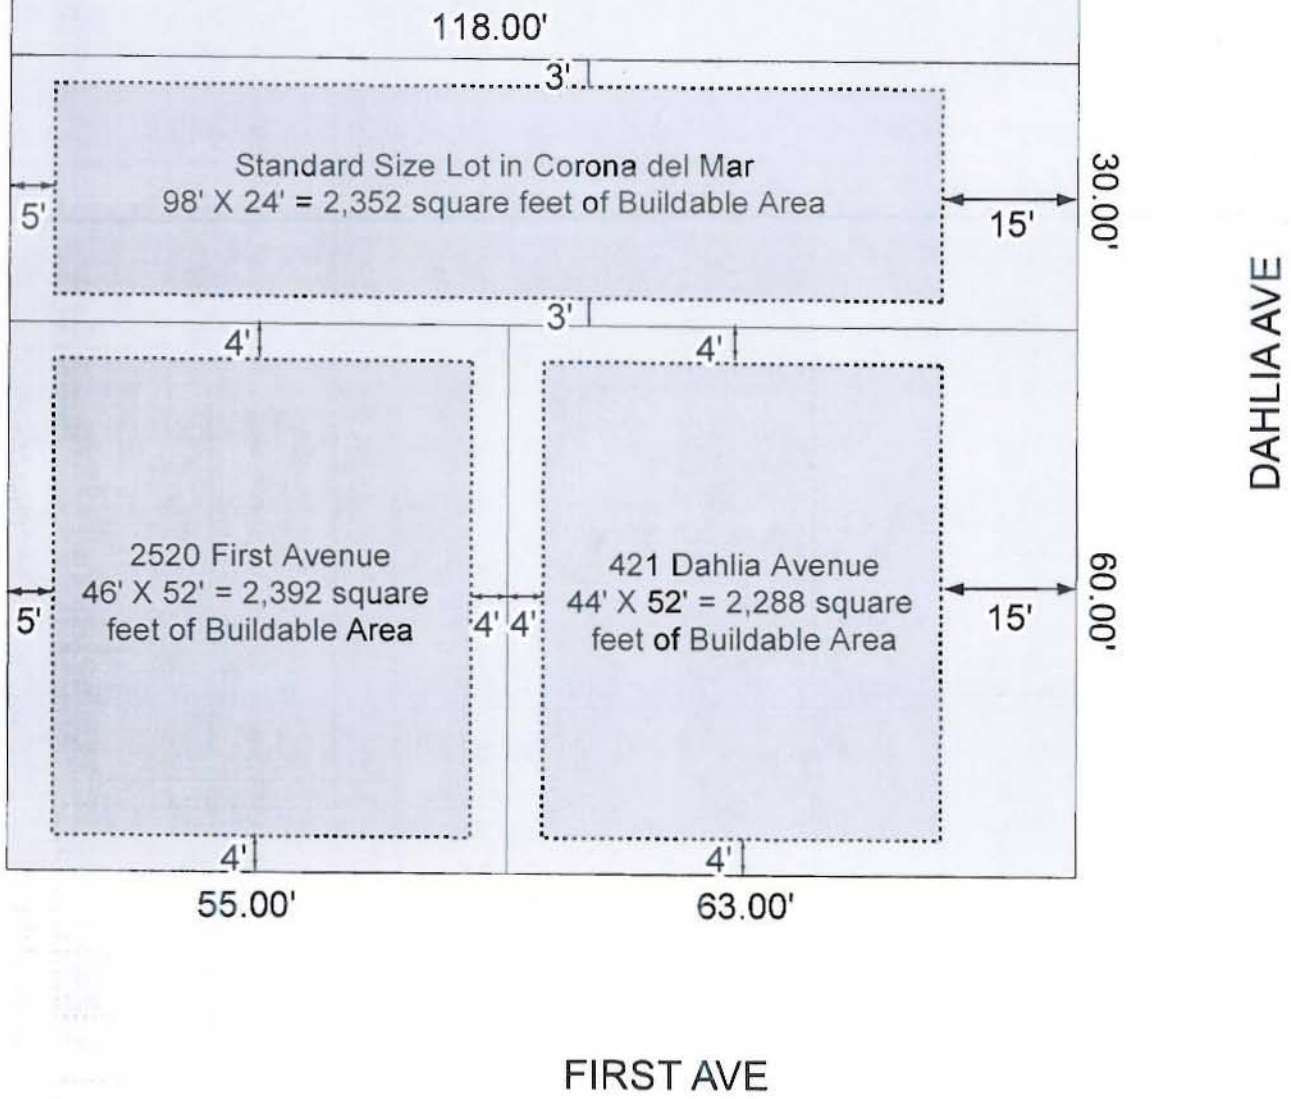 118.00'
3'
Standard Size Lot in Corona del Mar
98' X 24' = 2,352 square feet of Buildable Area
5'
15'
30.00'
3'
4'
4'
DAHLIA AVE
2520 First Avenue
46' X 52' = 2,392 square
feet of Buildable Area
5'
4'
4'
421 Dahlia Avenue
44' X 52' = 2,288 square
feet of Buildable Area
15'
60.00'
4'
4'
55.00'
63.00'
FIRST AVE